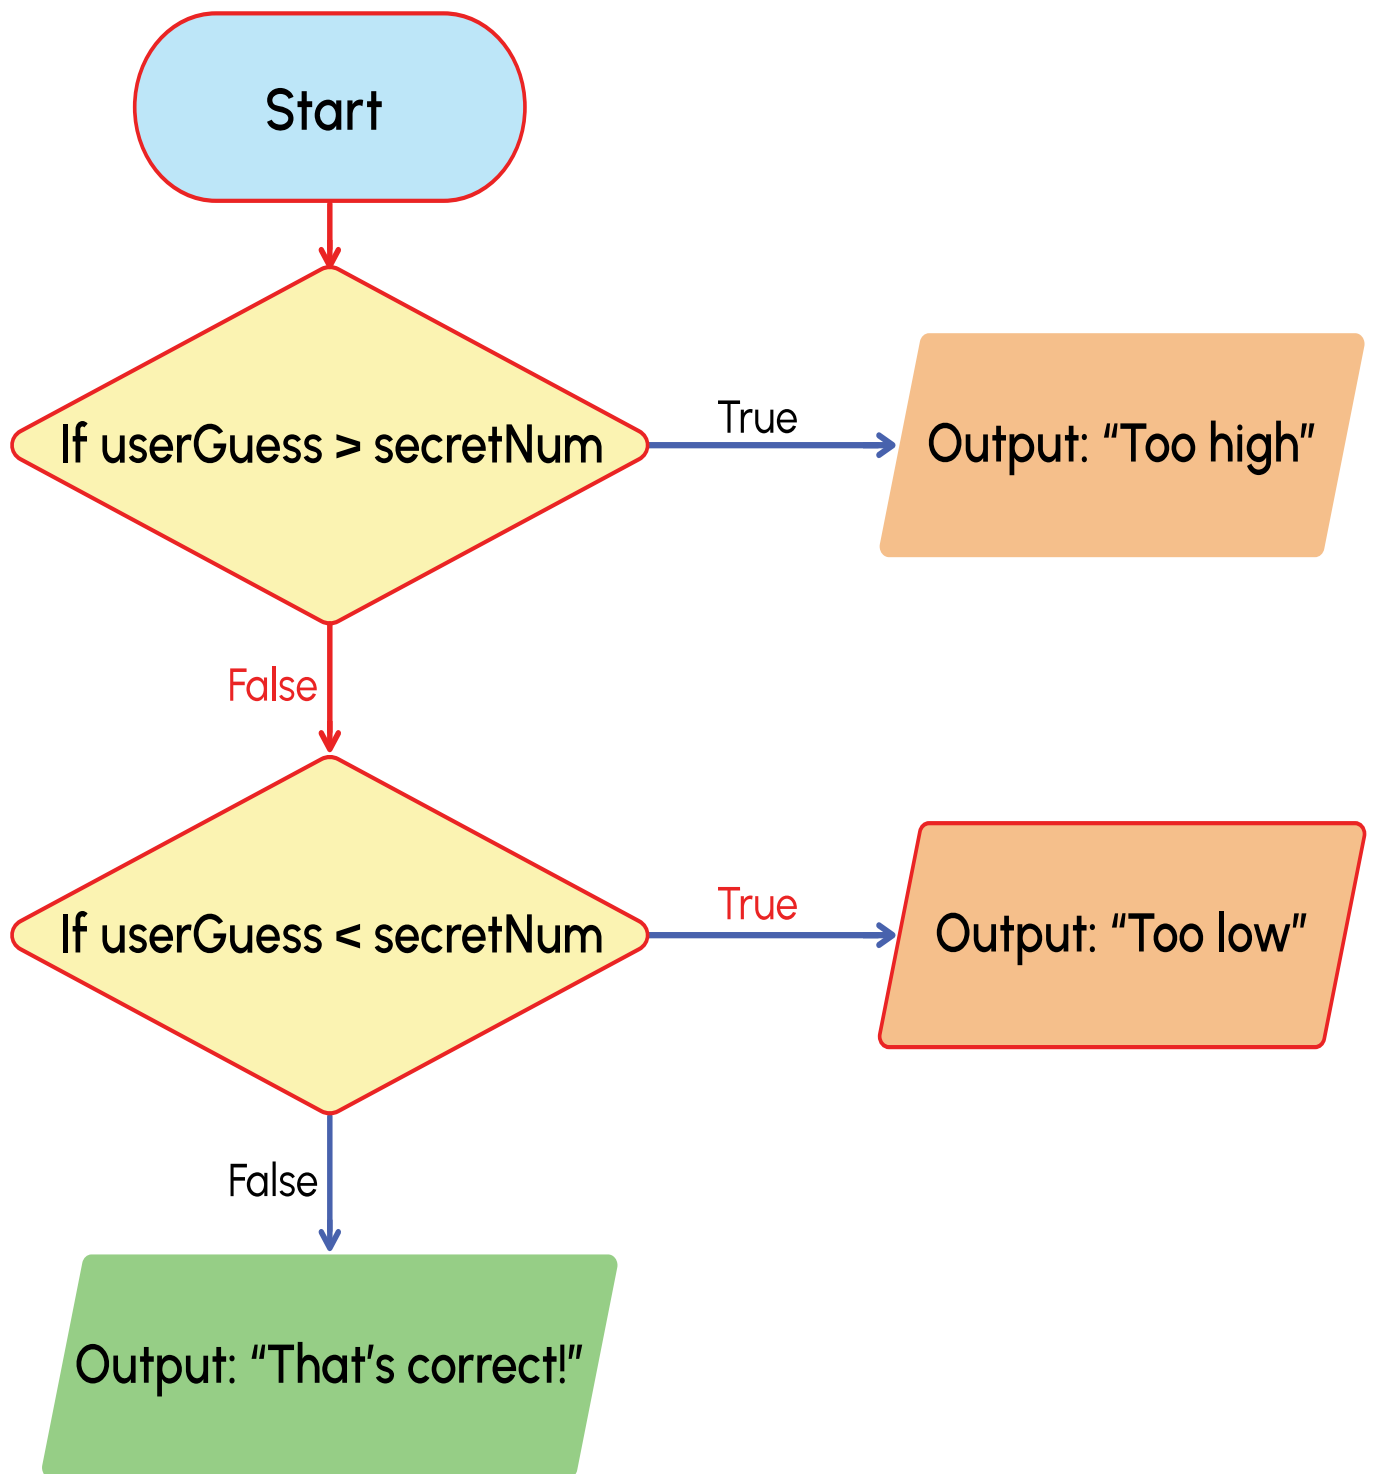 Start
If userGuess > secretNum
True
Output: “Too high”
False
If userGuess < secretNum
True
Output: “Too low”
False
Output: “That’s correct!”